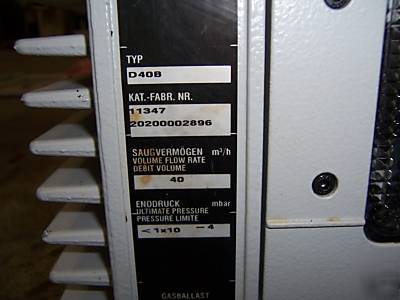 TYP
D40B
KAT.-FABR. NR.
11347
20200002896
SAUGVERMÖGEN m³/h
VOLUME FLOW RATE
DEBIT VOLUME
40
ENDDRUCK mbar
ULTIMATE PRESSURE
PRESSURE LIMITE
<1x10 -4
GASBALLAST